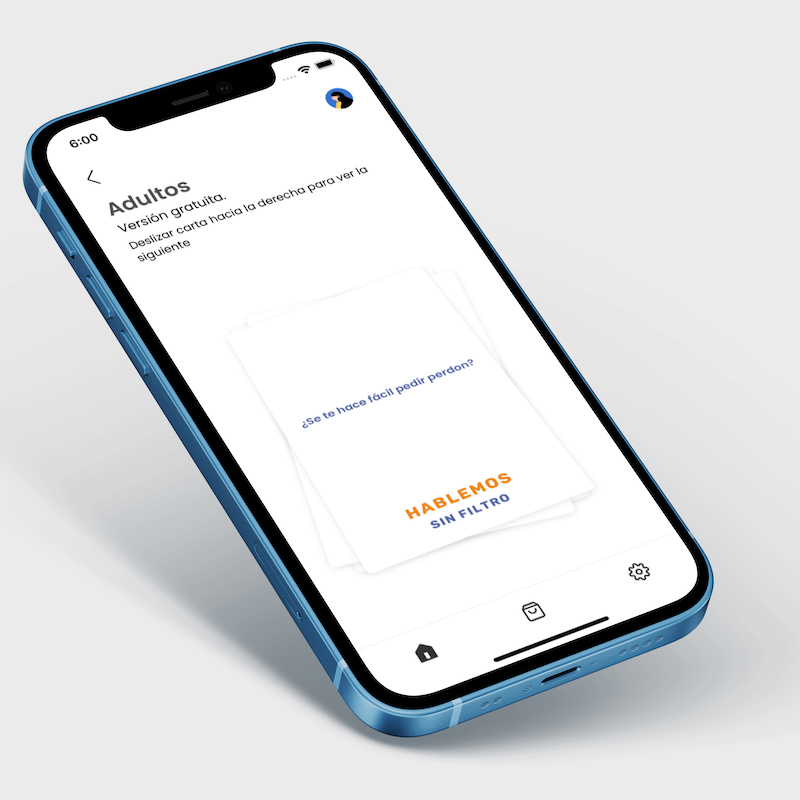 6:00
Adultos
Versión gratuita.
Deslizar carta hacia la derecha para ver la
siguiente
¿Se te hace fácil pedir perdon?
HABLEMOS
SIN FILTRO